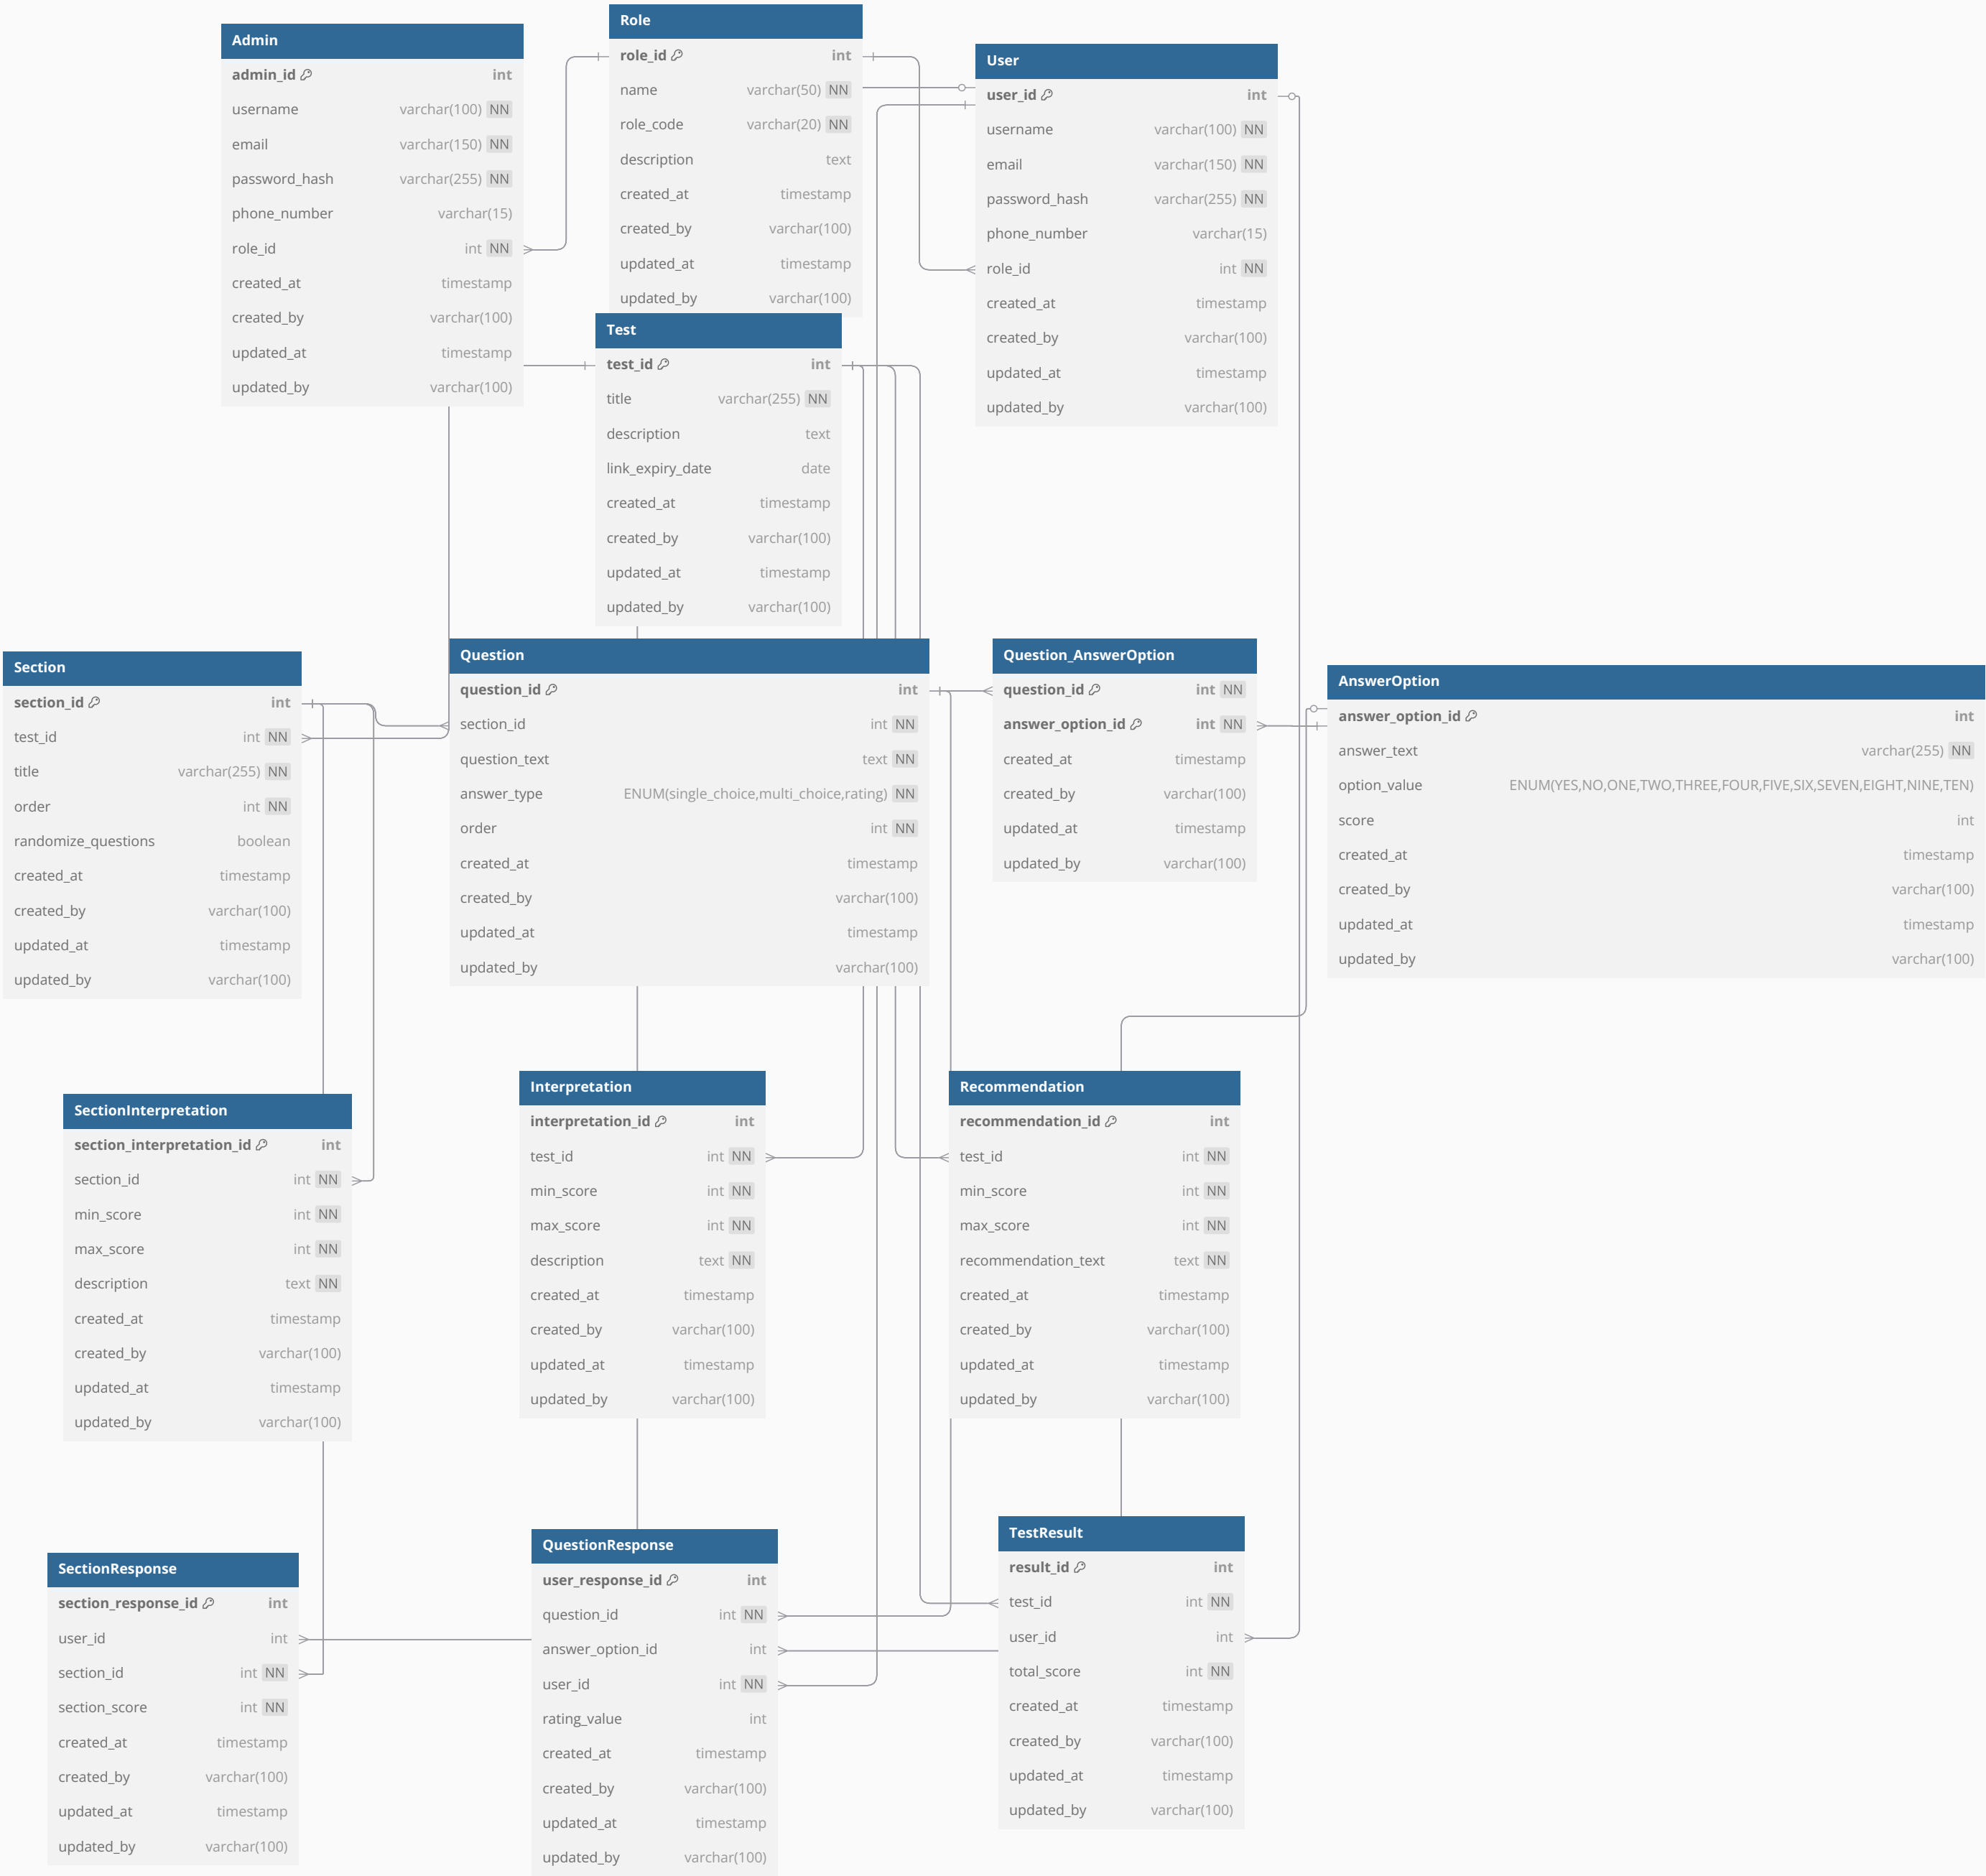 Admin
admin_id int
username varchar(100) NN
email varchar(150) NN
password_hash varchar(255) NN
phone_number varchar(15)
role_id int NN
created_at timestamp
created_by varchar(100)
updated_at timestamp
updated_by varchar(100)
Role
role_id int
name varchar(50) NN
role_code varchar(20) NN
description text
created_at timestamp
created_by varchar(100)
updated_at timestamp
updated_by varchar(100)
User
user_id int
username varchar(100) NN
email varchar(150) NN
password_hash varchar(255) NN
phone_number varchar(15)
role_id int NN
created_at timestamp
created_by varchar(100)
updated_at timestamp
updated_by varchar(100)
Test
test_id int
title varchar(255) NN
description text
link_expiry_date date
created_at timestamp
created_by varchar(100)
updated_at timestamp
updated_by varchar(100)
Section
section_id int
test_id int NN
title varchar(255) NN
order int NN
randomize_questions boolean
created_at timestamp
created_by varchar(100)
updated_at timestamp
updated_by varchar(100)
Question
question_id int
section_id int NN
question_text text NN
answer_type ENUM(single_choice,multi_choice,rating) NN
order int NN
created_at timestamp
created_by varchar(100)
updated_at timestamp
updated_by varchar(100)
Question_AnswerOption
question_id int NN
answer_option_id int NN
created_at timestamp
created_by varchar(100)
updated_at timestamp
updated_by varchar(100)
AnswerOption
answer_option_id int
answer_text varchar(255) NN
option_value ENUM(YES,NO,ONE,TWO,THREE,FOUR,FIVE,SIX,SEVEN,EIGHT,NINE,TEN)
score int
created_at timestamp
created_by varchar(100)
updated_at timestamp
updated_by varchar(100)
SectionInterpretation
section_interpretation_id int
section_id int NN
min_score int NN
max_score int NN
description text NN
created_at timestamp
created_by varchar(100)
updated_at timestamp
updated_by varchar(100)
Interpretation
interpretation_id int
test_id int NN
min_score int NN
max_score int NN
description text NN
created_at timestamp
created_by varchar(100)
updated_at timestamp
updated_by varchar(100)
Recommendation
recommendation_id int
test_id int NN
min_score int NN
max_score int NN
recommendation_text text NN
created_at timestamp
created_by varchar(100)
updated_at timestamp
updated_by varchar(100)
SectionResponse
section_response_id int
user_id int
section_id int NN
section_score int NN
created_at timestamp
created_by varchar(100)
updated_at timestamp
updated_by varchar(100)
QuestionResponse
user_response_id int
question_id int NN
answer_option_id int
user_id int NN
rating_value int
created_at timestamp
created_by varchar(100)
updated_at timestamp
updated_by varchar(100)
TestResult
result_id int
test_id int NN
user_id int
total_score int NN
created_at timestamp
created_by varchar(100)
updated_at timestamp
updated_by varchar(100)